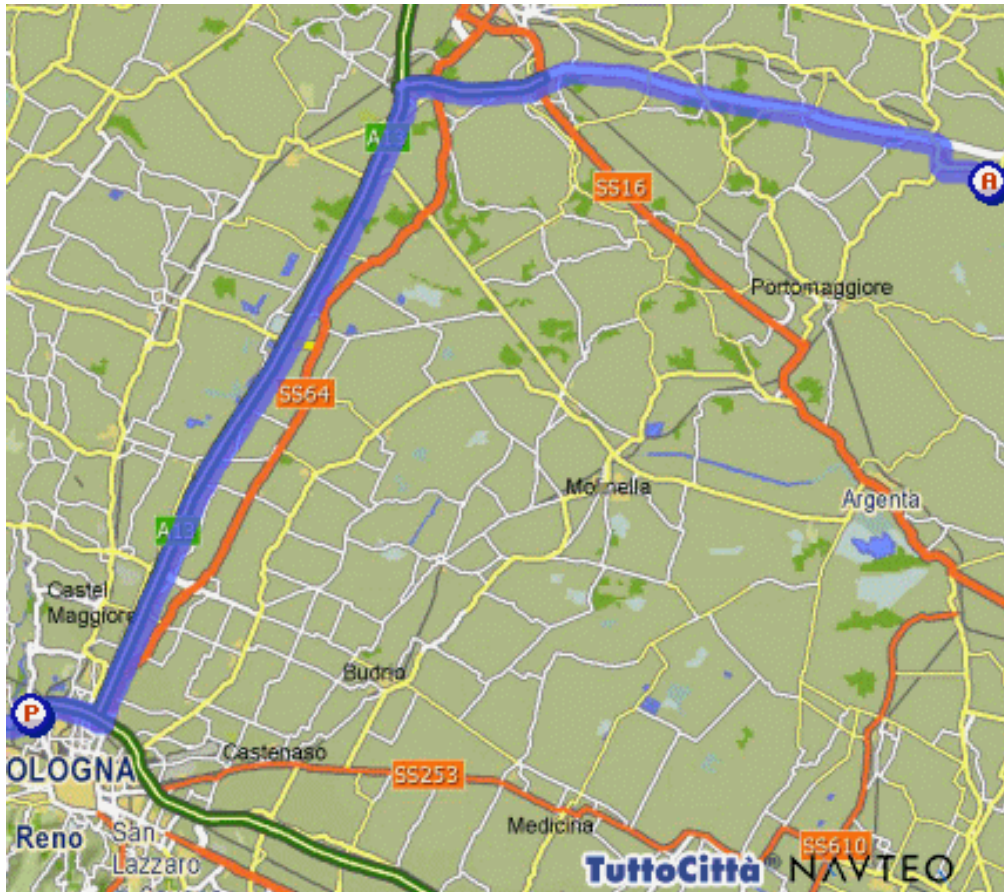 A13
A
SS16
Portomaggiore
SS64
Molinella
Argenta
A13
Castel
Maggiore
Budrio
P
Castenaso
OLOGNA
SS253
Medicina
Reno
San
Lazzaro
SS610
TuttoCittà® NAVTEQ